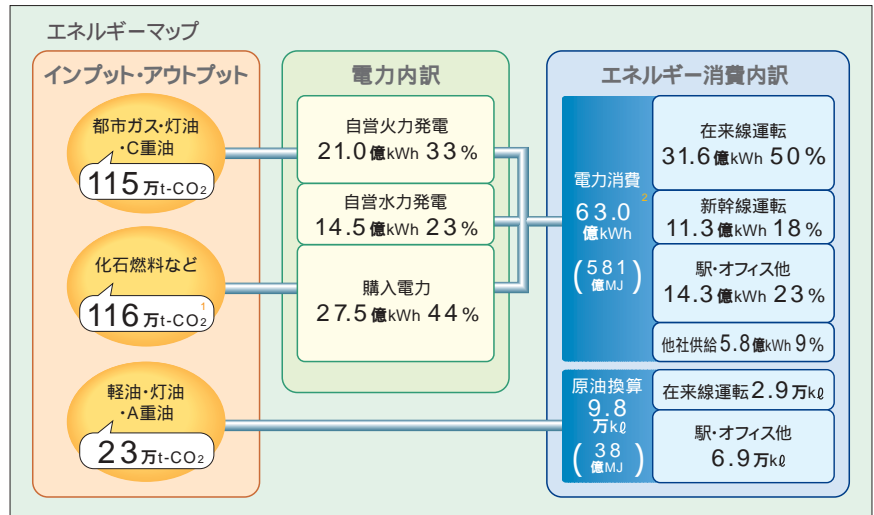 エネルギーマップ
インプット・アウトプット
都市ガス・灯油
・C重油
115万t-CO2
化石燃料など
116万t-CO2 1
軽油・灯油
・A重油
23万t-CO2
電力内訳
自営火力発電
21.0億kWh 33%
自営水力発電
14.5億kWh 23%
購入電力
27.5億kWh 44%
エネルギー消費内訳
電力消費
63.0 2
億kWh
(581
億MJ)
在来線運転
31.6億kWh 50%
新幹線運転
11.3億kWh 18%
駅・オフィス他
14.3億kWh 23%
他社供給5.8億kWh 9%
原油換算
9.8
万kℓ
(38
億MJ)
在来線運転2.9万kℓ
駅・オフィス他
6.9万kℓ